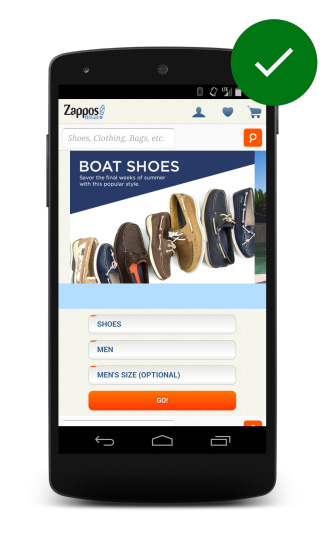 LTE
Zappos
Shoes, Clothing, Bags, etc.
BOAT SHOES
Savor the final weeks of summer
with this popular style.
SHOES
MEN
MEN'S SIZE (OPTIONAL)
GO!